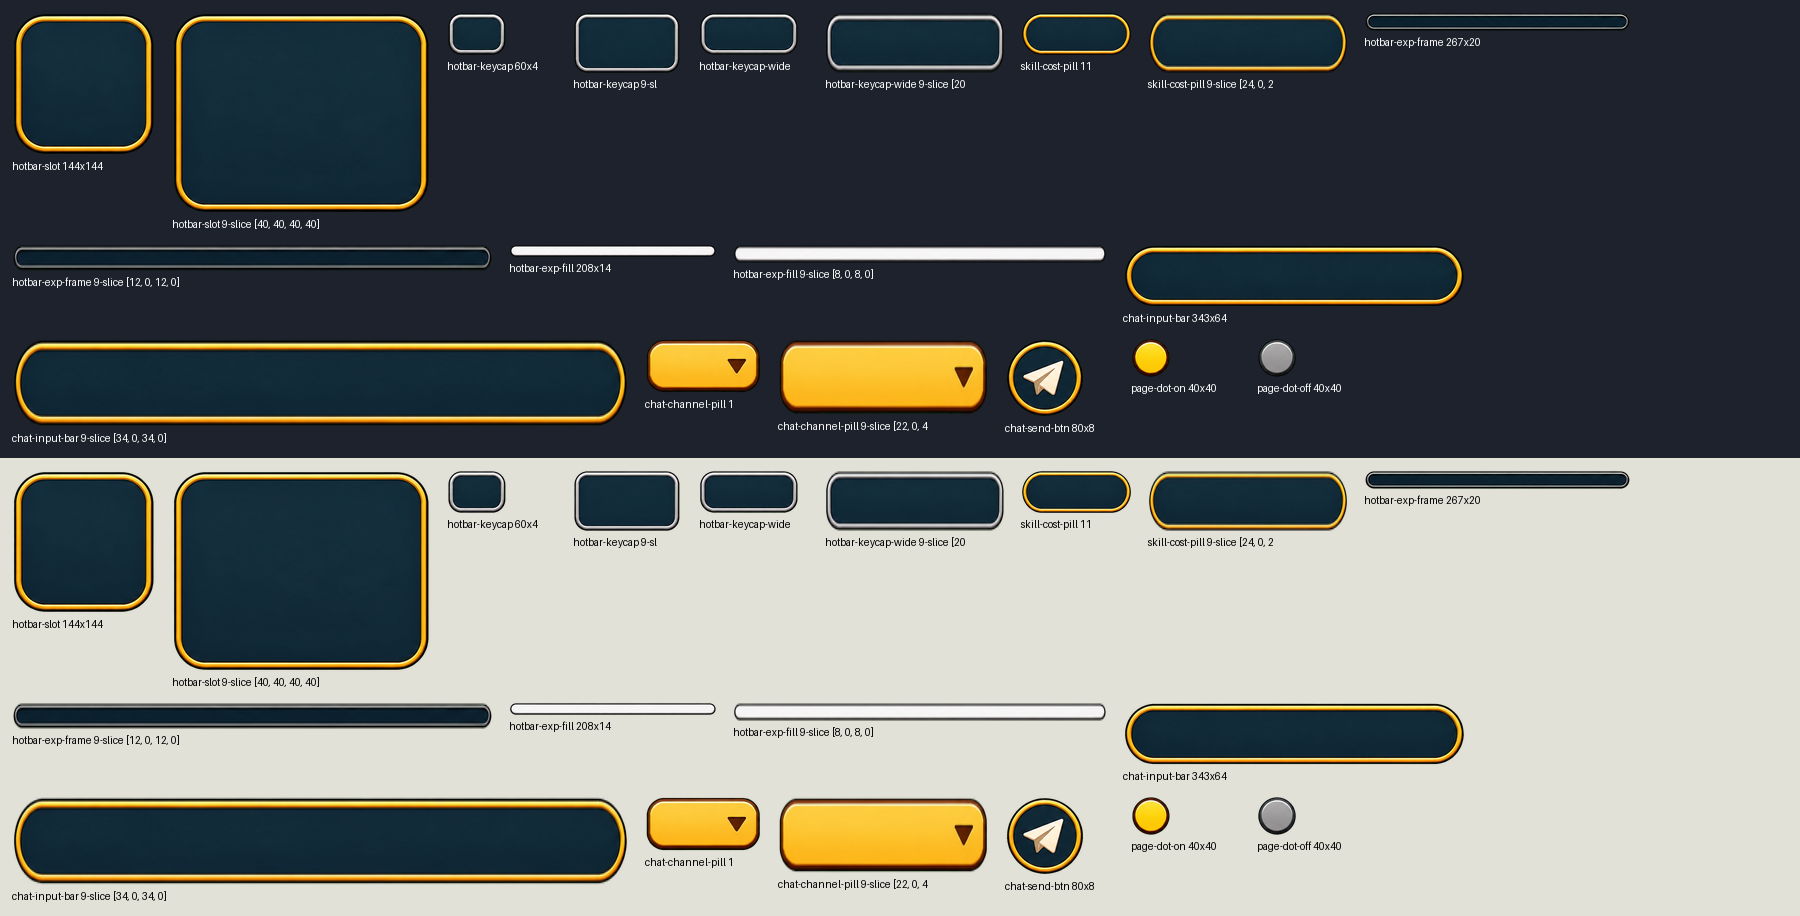 hotbar-keycap 60x4
hotbar-keycap-wide
skill-cost-pill 11
hotbar-exp-frame 267x20
hotbar-keycap 9-sl
hotbar-keycap-wide 9-slice [20
skill-cost-pill 9-slice [24, 0, 2
hotbar-slot 144x144
hotbar-slot 9-slice [40, 40, 40, 40]
hotbar-exp-frame 9-slice [12, 0, 12, 0]
hotbar-exp-fill 208x14
hotbar-exp-fill 9-slice [8, 0, 8, 0]
chat-input-bar 343x64
chat-input-bar 9-slice [34, 0, 34, 0]
chat-channel-pill 1
chat-channel-pill 9-slice [22, 0, 4
chat-send-btn 80x8
page-dot-on 40x40
page-dot-off 40x40
hotbar-keycap 60x4
hotbar-keycap-wide
skill-cost-pill 11
hotbar-exp-frame 267x20
hotbar-keycap 9-sl
hotbar-keycap-wide 9-slice [20
skill-cost-pill 9-slice [24, 0, 2
hotbar-slot 144x144
hotbar-slot 9-slice [40, 40, 40, 40]
hotbar-exp-frame 9-slice [12, 0, 12, 0]
hotbar-exp-fill 208x14
hotbar-exp-fill 9-slice [8, 0, 8, 0]
chat-input-bar 343x64
chat-input-bar 9-slice [34, 0, 34, 0]
chat-channel-pill 1
chat-channel-pill 9-slice [22, 0, 4
chat-send-btn 80x8
page-dot-on 40x40
page-dot-off 40x40